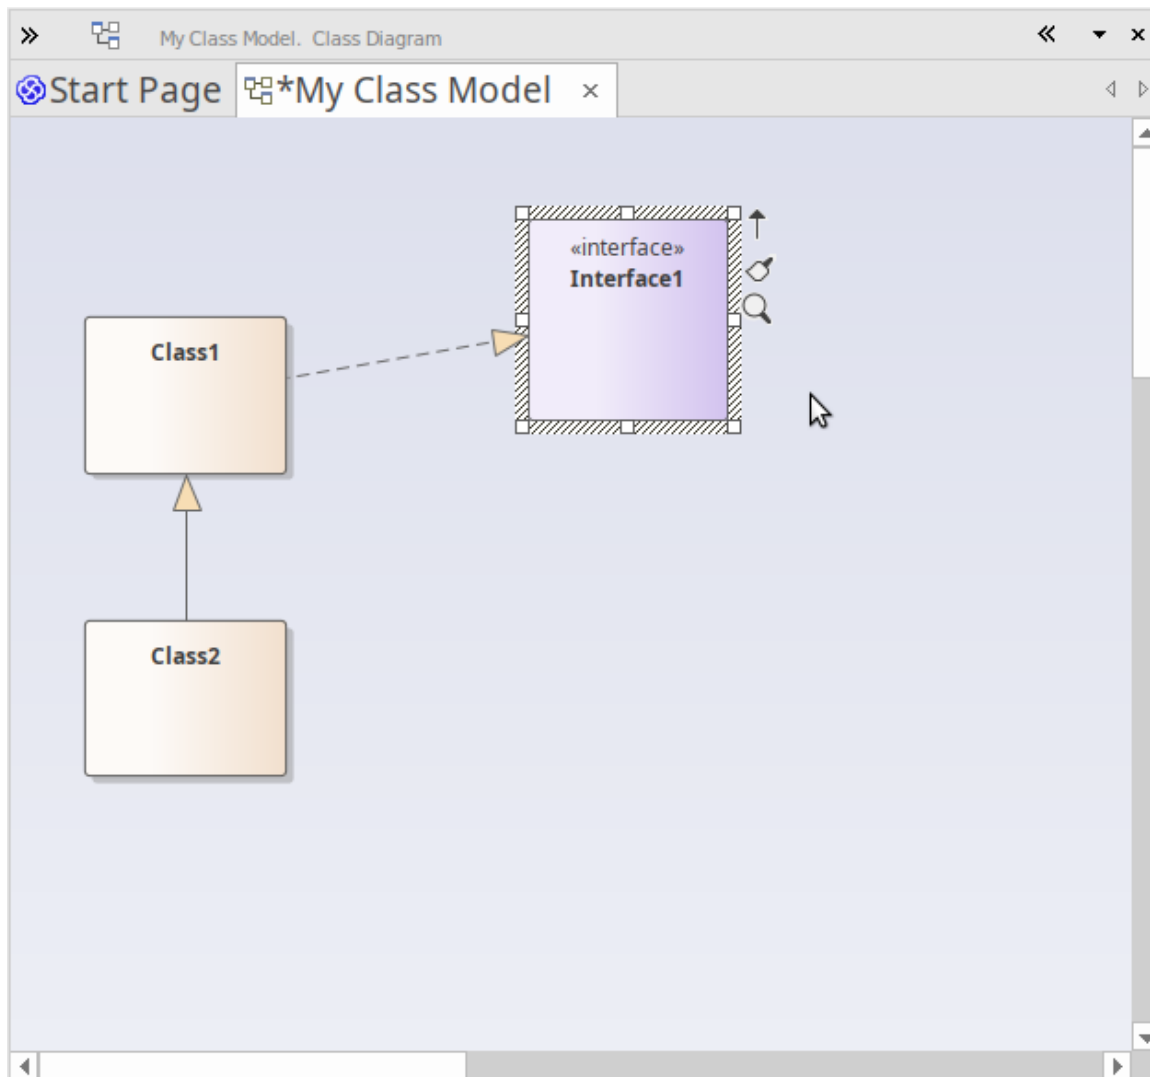 My Class Model.  Class Diagram
Start Page
*My Class Model
«interface»
Interface1
Class1
Class2